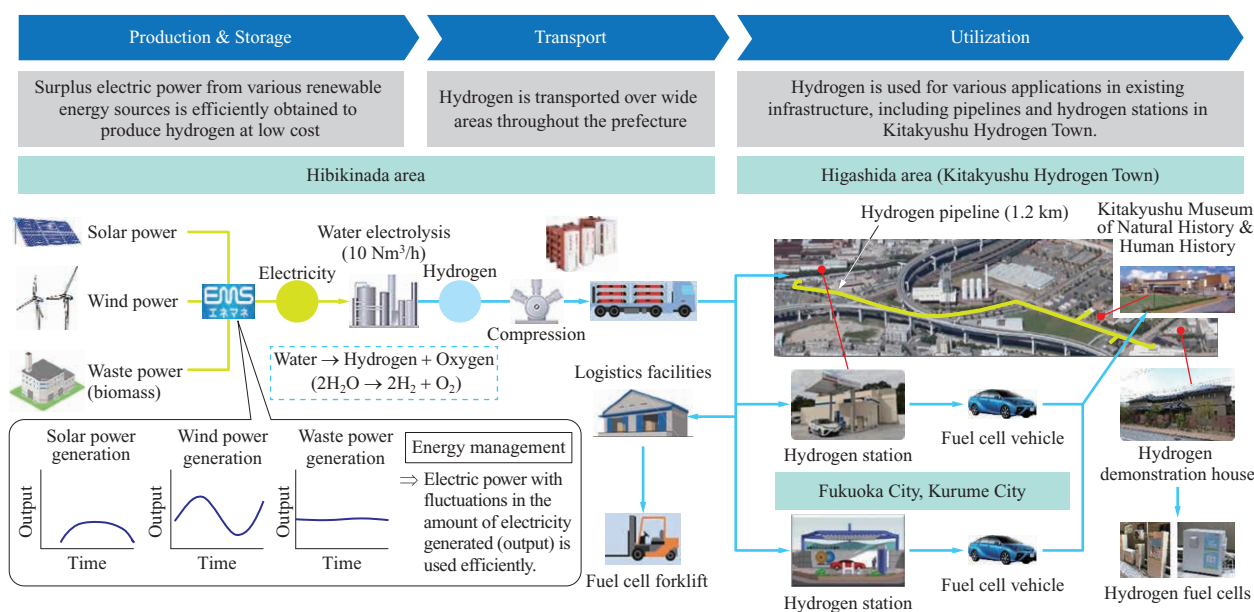 Production & Storage
Transport
Utilization
Surplus electric power from various renewable
energy sources is efficiently obtained to
produce hydrogen at low cost
Hydrogen is transported over wide
areas throughout the prefecture
Hydrogen is used for various applications in existing
infrastructure, including pipelines and hydrogen stations in
Kitakyushu Hydrogen Town.
Hibikinada area
Higashida area (Kitakyushu Hydrogen Town)
Solar power
Wind power
Waste power
(biomass)
EMS
エネマネ
Electricity
Water electrolysis
(10 Nm³/h)
Hydrogen
Compression
Water → Hydrogen + Oxygen
(2H₂O → 2H₂ + O₂)
Hydrogen pipeline (1.2 km)
Kitakyushu Museum
of Natural History &
Human History
Logistics facilities
Fuel cell forklift
Hydrogen station
Fuel cell vehicle
Hydrogen
demonstration house
Fukuoka City, Kurume City
Hydrogen station
Fuel cell vehicle
Hydrogen fuel cells
Solar power
generation
Output
Time
Wind power
generation
Output
Time
Waste power
generation
Output
Time
Energy management
⇒ Electric power with
fluctuations in the
amount of electricity
generated (output) is
used efficiently.